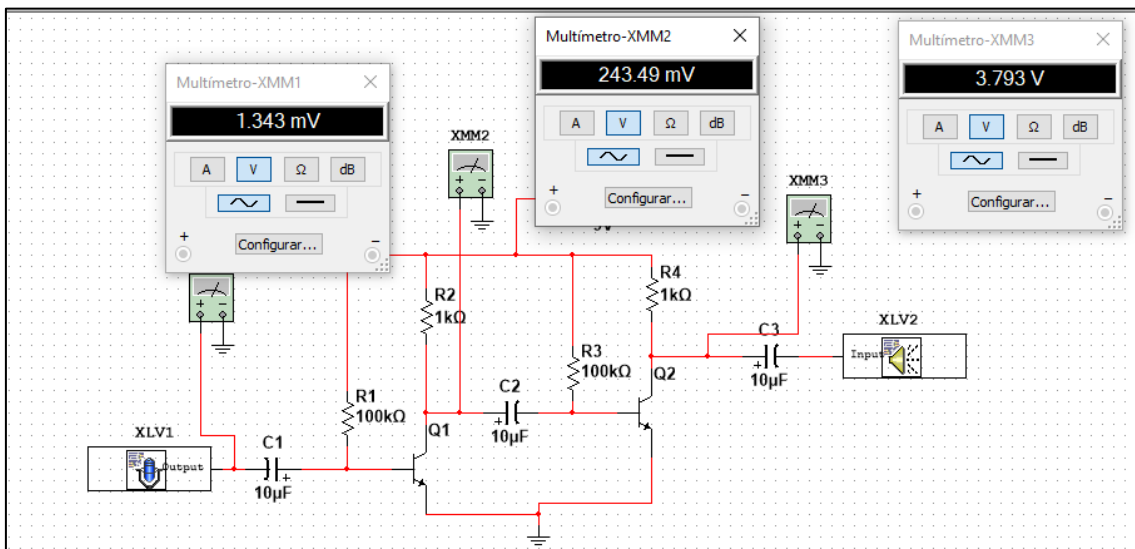 Multímetro-XMM1
1.343 mV
A V Ω dB
+ −
Configurar...
Multímetro-XMM2
243.49 mV
A V Ω dB
+ −
Configurar...
Multímetro-XMM3
3.793 V
A V Ω dB
+ −
Configurar...
XMM2
XMM3
R2
1kΩ
R4
1kΩ
R1
100kΩ
R3
100kΩ
C3
10µF
XLV2
Input
Q1
C2
10µF
Q2
XLV1
Output
C1
10µF